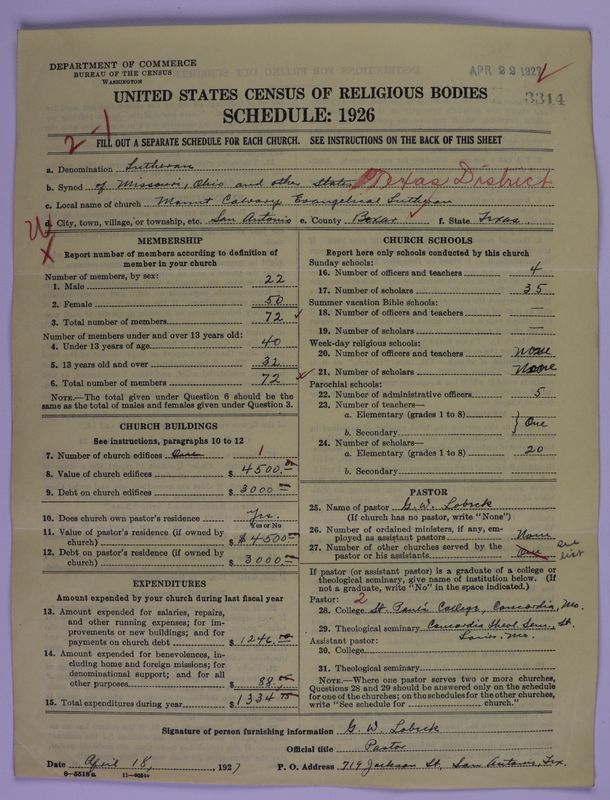 DEPARTMENT OF COMMERCE
BUREAU OF THE CENSUS
WASHINGTON
APR 22 1927
3314
UNITED STATES CENSUS OF RELIGIOUS BODIES
SCHEDULE: 1926
2-1
FILL OUT A SEPARATE SCHEDULE FOR EACH CHURCH. SEE INSTRUCTIONS ON THE BACK OF THIS SHEET
a. Denomination Lutheran
b. Synod of Missouri, Ohio and other States Texas District
c. Local name of church Mount Calvary Evangelical Lutheran
d. City, town, village, or township, etc. San Antonio e. County Bexar f. State Texas
MEMBERSHIP
Report number of members according to definition of
member in your church
Number of members, by sex:
1. Male 22
2. Female 50
3. Total number of members 72
Number of members under and over 13 years old:
4. Under 13 years of age 40
5. 13 years old and over 32
6. Total number of members 72
NOTE.—The total given under Question 6 should be the
same as the total of males and females given under Question 3.
CHURCH BUILDINGS
See instructions, paragraphs 10 to 12
7. Number of church edifices One 1
8. Value of church edifices $ 4500.00
9. Debt on church edifices $ 3000
10. Does church own pastor's residence Yes.
Yes or No
11. Value of pastor's residence (if owned by
church) $ 4500
12. Debt on pastor's residence (if owned by
church) 3000
EXPENDITURES
Amount expended by your church during last fiscal year
13. Amount expended for salaries, repairs,
and other running expenses; for im-
provements or new buildings; and for
payments on church debt $ 1246.00
14. Amount expended for benevolences, in-
cluding home and foreign missions; for
denominational support; and for all
other purposes $ 88.
15. Total expenditures during year $ 1334
CHURCH SCHOOLS
Report here only schools conducted by this church
Sunday schools:
16. Number of officers and teachers 4
17. Number of scholars 35
Summer vacation Bible schools:
18. Number of officers and teachers —
19. Number of scholars —
Week-day religious schools:
20. Number of officers and teachers None
21. Number of scholars None
Parochial schools:
22. Number of administrative officers 5
23. Number of teachers—
a. Elementary (grades 1 to 8)
b. Secondary } One
24. Number of scholars—
a. Elementary (grades 1 to 8) 20
b. Secondary
PASTOR
25. Name of pastor G. W. Lobeck
(If church has no pastor, write "None")
26. Number of ordained ministers, if any, em-
ployed as assistant pastors None
27. Number of other churches served by the
pastor or his assistants One see list
If pastor (or assistant pastor) is a graduate of a college or
theological seminary, give name of institution below. (If
not a graduate, write "No" in the space indicated.)
Pastor: 2
28. College St. Paul's College, Concordia, Mo.
29. Theological seminary Concordia Theol. Sem., St.
Louis, Mo.
Assistant pastor:
30. College
31. Theological seminary
NOTE.—Where one pastor serves two or more churches,
Questions 28 and 29 should be answered only on the schedule
for one of the churches; on the schedules for the other churches,
write "See schedule for church."
Signature of person furnishing information G. W. Lobeck
Official title Pastor
Date April 18, 1927 P. O. Address 719 Jackson St. San Antonio, Tex.
8—5518a 11—9054